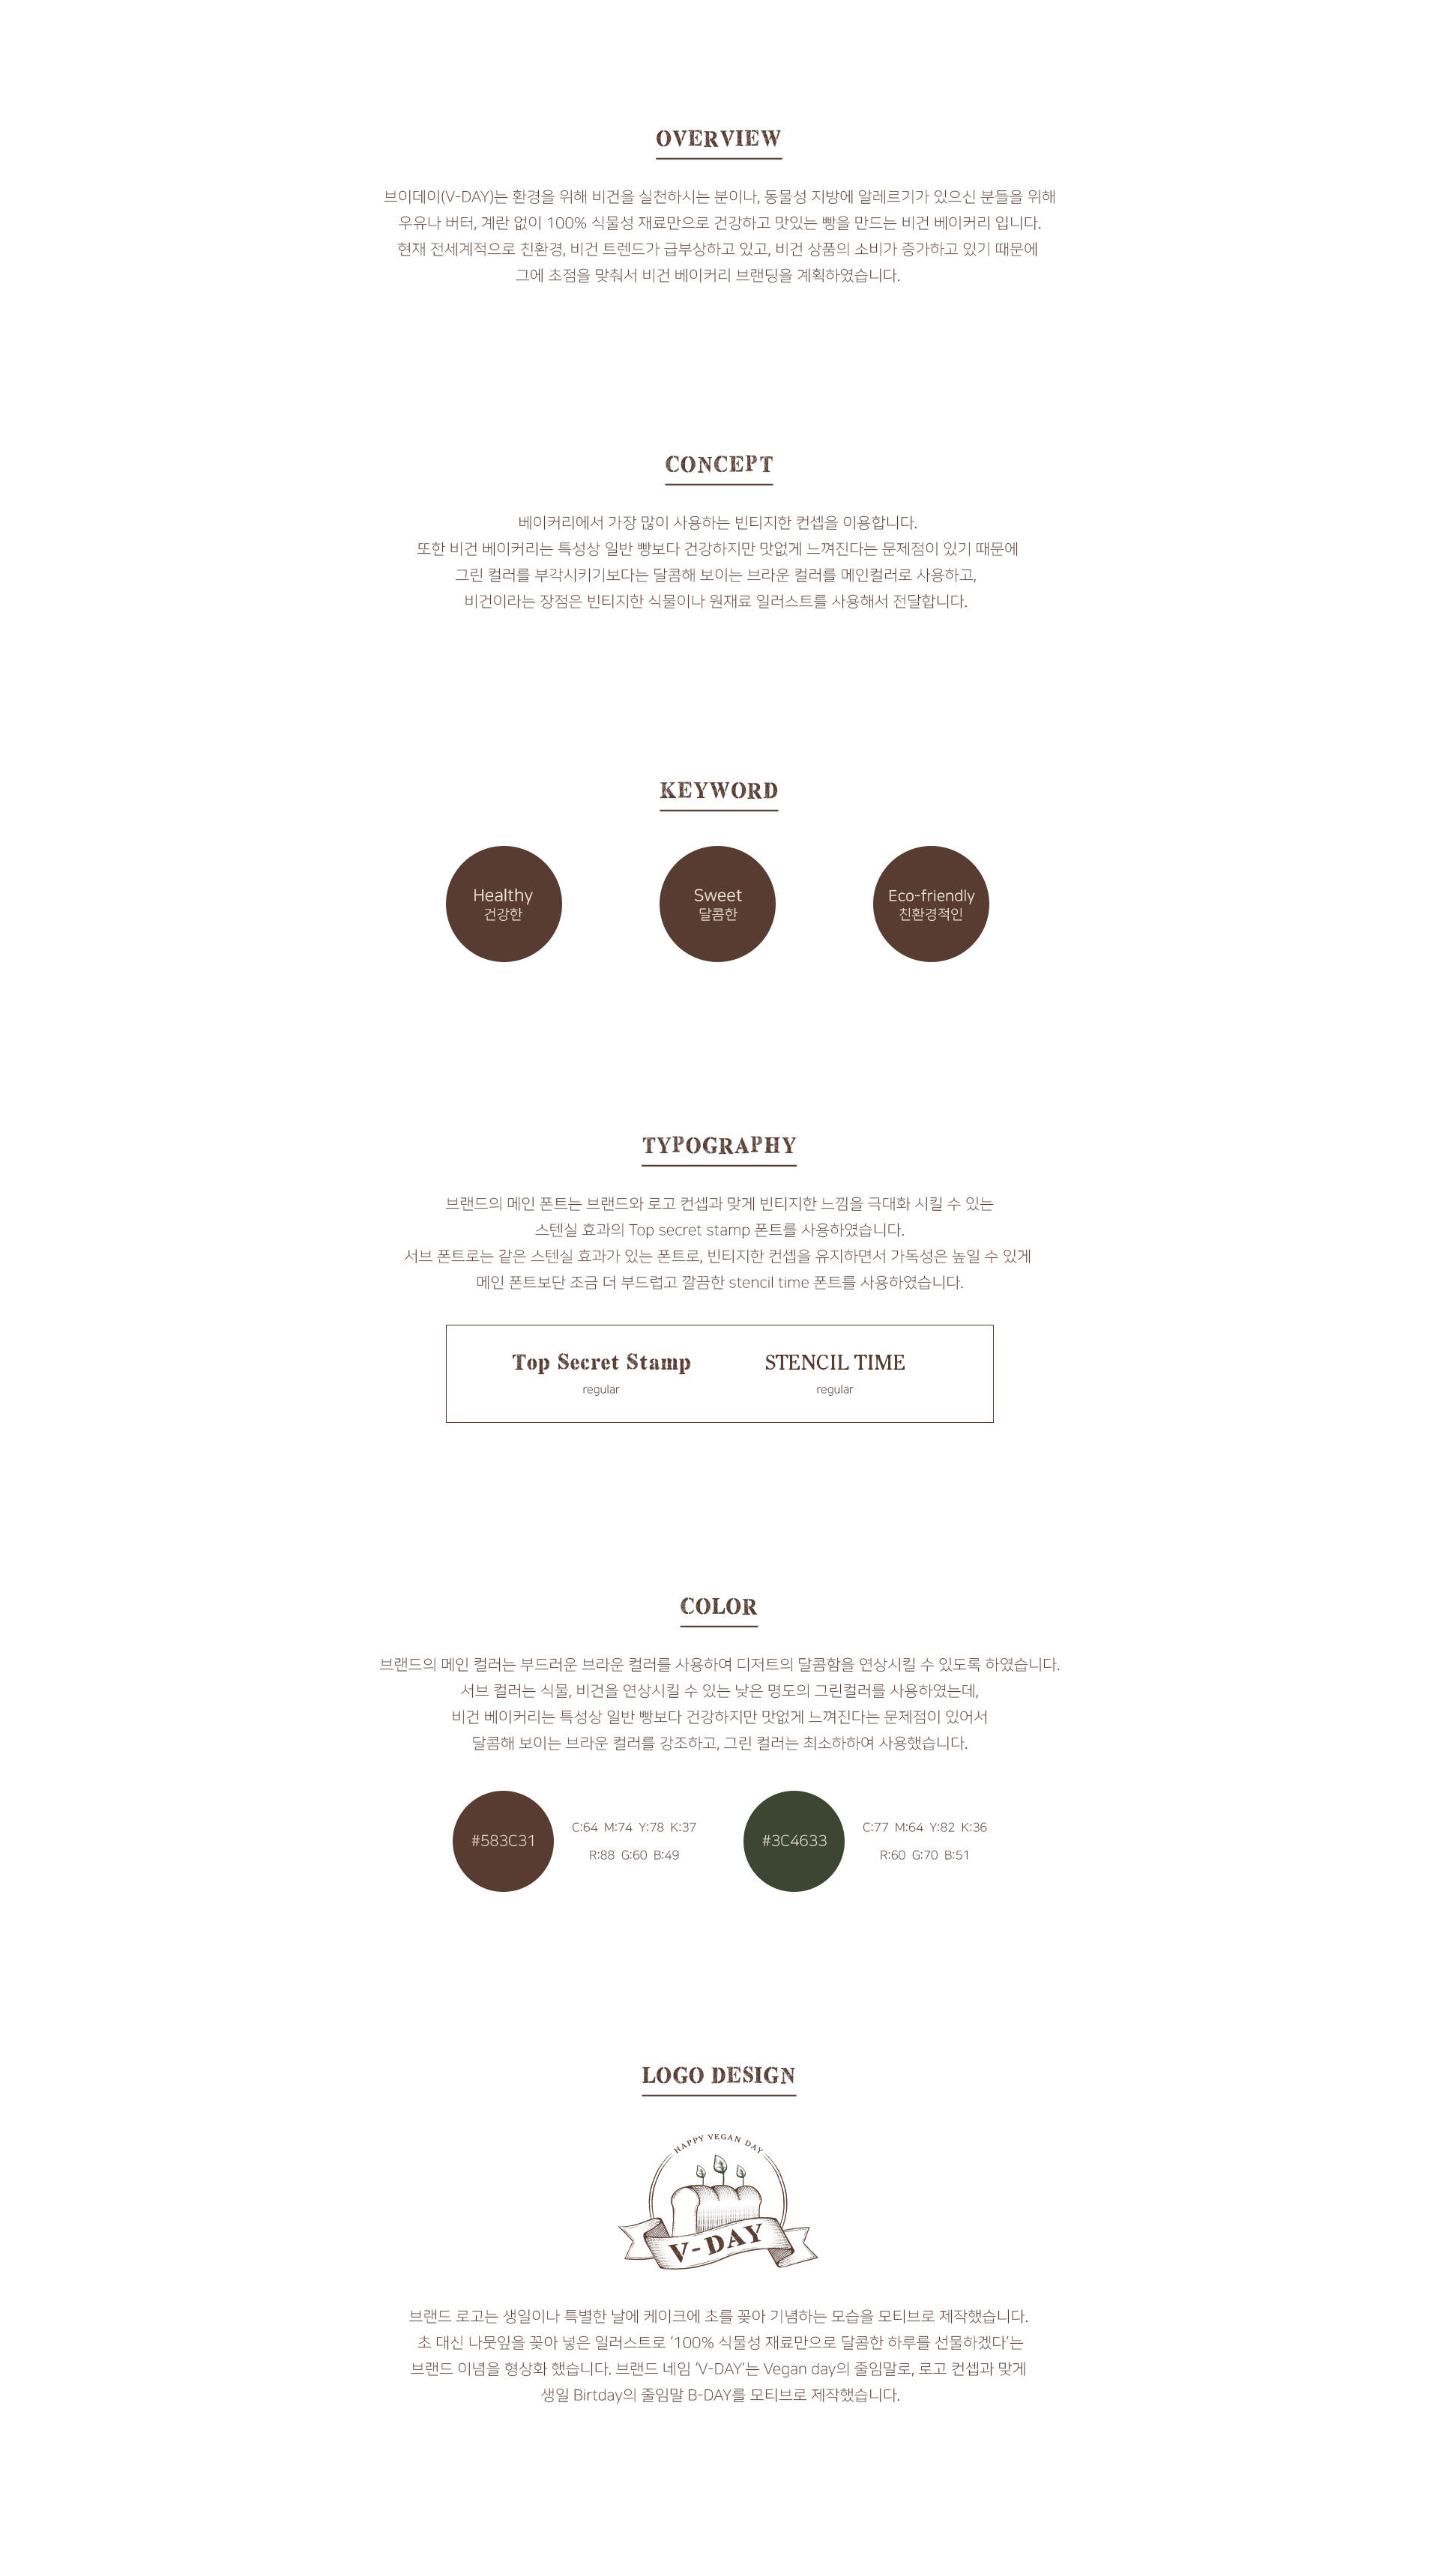 OVERVIEW
브이데이(V-DAY)는 환경을 위해 비건을 실천하시는 분이나, 동물성 지방에 알레르기가 있으신 분들을 위해
우유나 버터, 계란 없이 100% 식물성 재료만으로 건강하고 맛있는 빵을 만드는 비건 베이커리 입니다.
현재 전세계적으로 친환경, 비건 트렌드가 급부상하고 있고, 비건 상품의 소비가 증가하고 있기 때문에
그에 초점을 맞춰서 비건 베이커리 브랜딩을 계획하였습니다.
CONCEPT
베이커리에서 가장 많이 사용하는 빈티지한 컨셉을 이용합니다.
또한 비건 베이커리는 특성상 일반 빵보다 건강하지만 맛없게 느껴진다는 문제점이 있기 때문에
그린 컬러를 부각시키기보다는 달콤해 보이는 브라운 컬러를 메인컬러로 사용하고,
비건이라는 장점은 빈티지한 식물이나 원재료 일러스트를 사용해서 전달합니다.
KEYWORD
Healthy
건강한
Sweet
달콤한
Eco-friendly
친환경적인
TYPOGRAPHY
브랜드의 메인 폰트는 브랜드와 로고 컨셉과 맞게 빈티지한 느낌을 극대화 시킬 수 있는
스텐실 효과의 Top secret stamp 폰트를 사용하였습니다.
서브 폰트로는 같은 스텐실 효과가 있는 폰트로, 빈티지한 컨셉을 유지하면서 가독성은 높일 수 있게
메인 폰트보단 조금 더 부드럽고 깔끔한 stencil time 폰트를 사용하였습니다.
Top Secret Stamp
regular
STENCIL TIME
regular
COLOR
브랜드의 메인 컬러는 부드러운 브라운 컬러를 사용하여 디저트의 달콤함을 연상시킬 수 있도록 하였습니다.
서브 컬러는 식물, 비건을 연상시킬 수 있는 낮은 명도의 그린컬러를 사용하였는데,
비건 베이커리는 특성상 일반 빵보다 건강하지만 맛없게 느껴진다는 문제점이 있어서
달콤해 보이는 브라운 컬러를 강조하고, 그린 컬러는 최소하하여 사용했습니다.
#583C31
C:64 M:74 Y:78 K:37
R:88 G:60 B:49
#3C4633
C:77 M:64 Y:82 K:36
R:60 G:70 B:51
LOGO DESIGN
HAPPY VEGAN DAY
V-DAY
브랜드 로고는 생일이나 특별한 날에 케이크에 초를 꽂아 기념하는 모습을 모티브로 제작했습니다.
초 대신 나뭇잎을 꽂아 넣은 일러스트로 ‘100% 식물성 재료만으로 달콤한 하루를 선물하겠다’는
브랜드 이념을 형상화 했습니다. 브랜드 네임 ‘V-DAY’는 Vegan day의 줄임말로, 로고 컨셉과 맞게
생일 Birtday의 줄임말 B-DAY를 모티브로 제작했습니다.